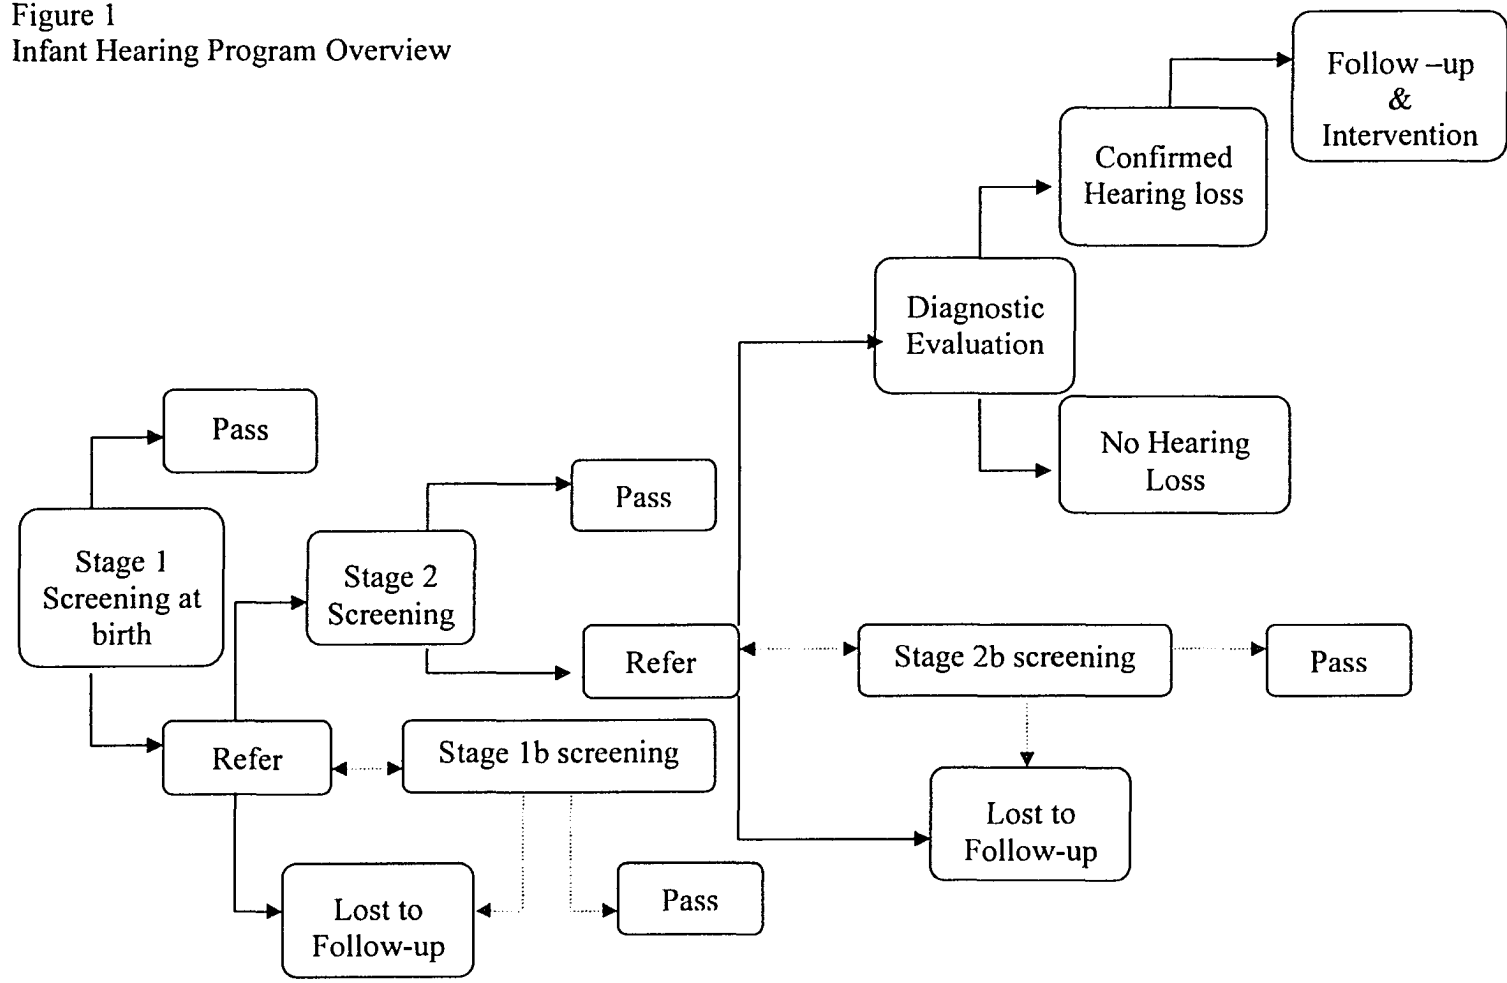 Figure 1
Infant Hearing Program Overview
Follow –up
&
Intervention
Confirmed
Hearing loss
Diagnostic
Evaluation
No Hearing
Loss
Pass
Pass
Stage 1
Screening at
birth
Stage 2
Screening
Refer
Stage 2b screening
Pass
Refer
Stage 1b screening
Lost to
Follow-up
Pass
Lost to
Follow-up